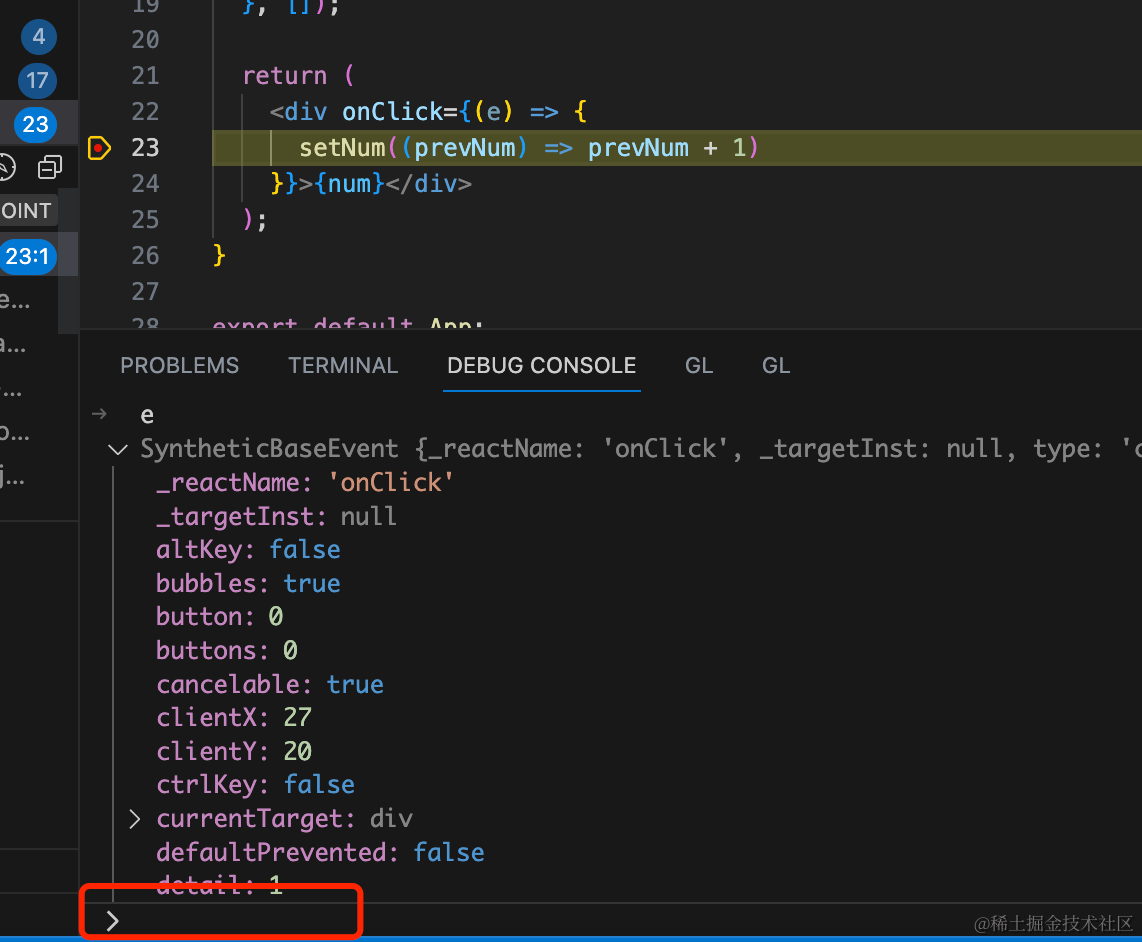 4
17
23
OINT
23:1
e...
a...
...
o...
j...
19 }, []);
20
21 return (
22 <div onClick={(e) => {
23 setNum((prevNum) => prevNum + 1)
24 }}>{num}</div>
25 );
26 }
27
28 export default App;
PROBLEMS TERMINAL DEBUG CONSOLE GL GL
→ e
SyntheticBaseEvent {_reactName: 'onClick', _targetInst: null, type: 'c
_reactName: 'onClick'
_targetInst: null
altKey: false
bubbles: true
button: 0
buttons: 0
cancelable: true
clientX: 27
clientY: 20
ctrlKey: false
> currentTarget: div
defaultPrevented: false
detail: 1
>
@稀土掘金技术社区